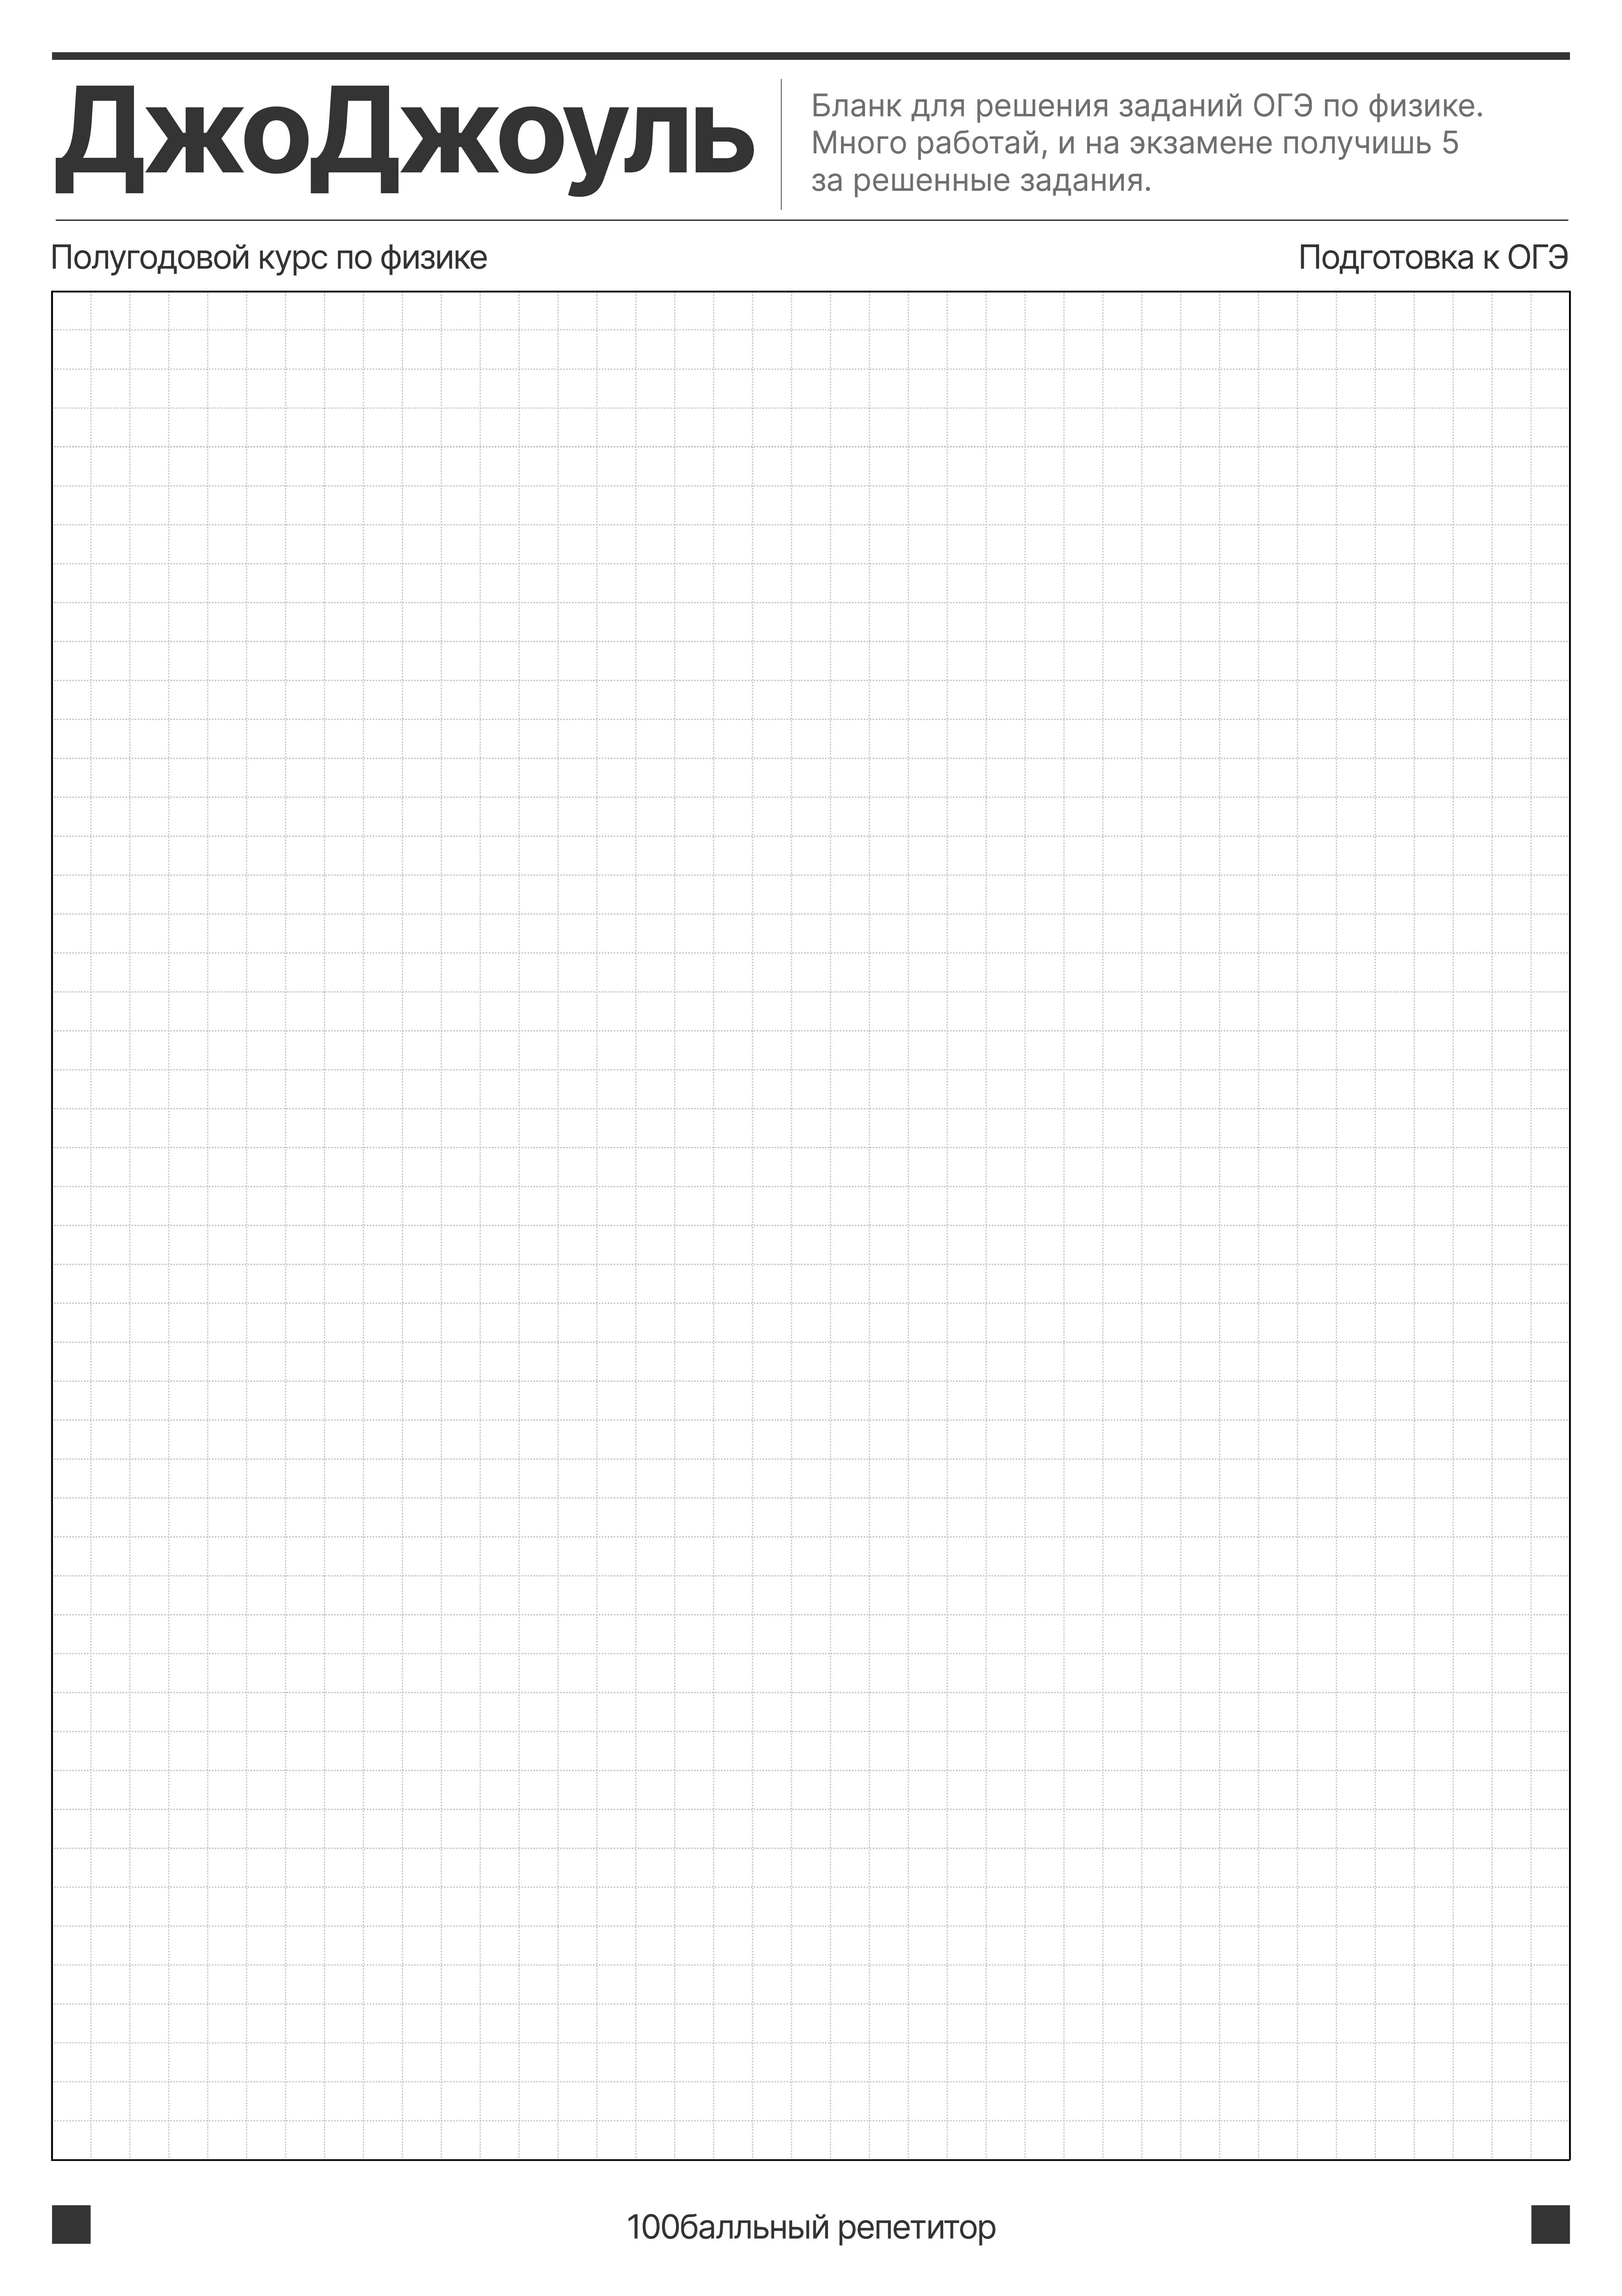 ДжоДжоуль
Бланк для решения заданий ОГЭ по физике.
Много работай, и на экзамене получишь 5
за решенные задания.
Полугодовой курс по физике
Подготовка к ОГЭ
100балльный репетитор